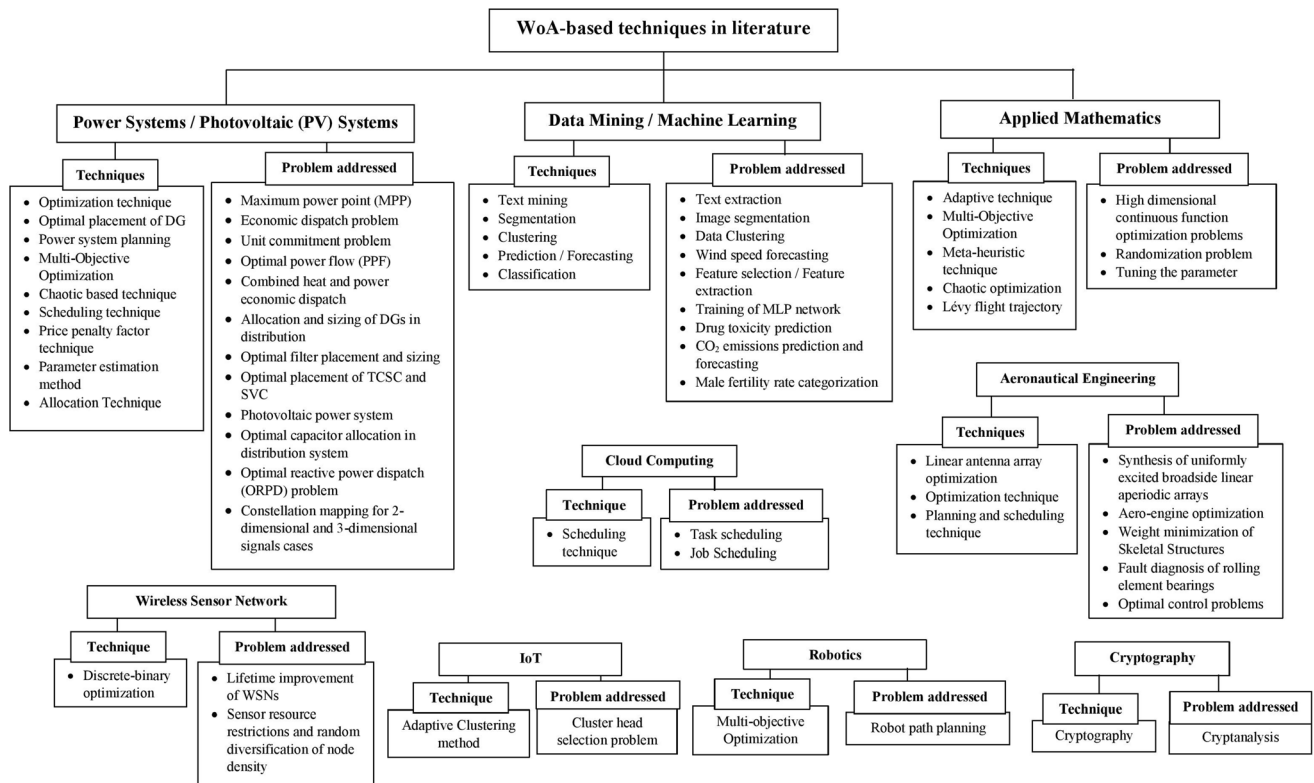 WoA-based techniques in literature
Power Systems / Photovoltaic (PV) Systems
Techniques
• Optimization technique
• Optimal placement of DG
• Power system planning
• Multi-Objective
Optimization
• Chaotic based technique
• Scheduling technique
• Price penalty factor
technique
• Parameter estimation
method
• Allocation Technique
Problem addressed
• Maximum power point (MPP)
• Economic dispatch problem
• Unit commitment problem
• Optimal power flow (PPF)
• Combined heat and power
economic dispatch
• Allocation and sizing of DGs in
distribution
• Optimal filter placement and sizing
• Optimal placement of TCSC and
SVC
• Photovoltaic power system
• Optimal capacitor allocation in
distribution system
• Optimal reactive power dispatch
(ORPD) problem
• Constellation mapping for 2-
dimensional and 3-dimensional
signals cases
Data Mining / Machine Learning
Techniques
• Text mining
• Segmentation
• Clustering
• Prediction / Forecasting
• Classification
Problem addressed
• Text extraction
• Image segmentation
• Data Clustering
• Wind speed forecasting
• Feature selection / Feature
extraction
• Training of MLP network
• Drug toxicity prediction
• CO₂ emissions prediction and
forecasting
• Male fertility rate categorization
Applied Mathematics
Techniques
• Adaptive technique
• Multi-Objective
Optimization
• Meta-heuristic
technique
• Chaotic optimization
• Lévy flight trajectory
Problem addressed
• High dimensional
continuous function
optimization problems
• Randomization problem
• Tuning the parameter
Aeronautical Engineering
Techniques
• Linear antenna array
optimization
• Optimization technique
• Planning and scheduling
technique
Problem addressed
• Synthesis of uniformly
excited broadside linear
aperiodic arrays
• Aero-engine optimization
• Weight minimization of
Skeletal Structures
• Fault diagnosis of rolling
element bearings
• Optimal control problems
Cloud Computing
Technique
• Scheduling
technique
Problem addressed
• Task scheduling
• Job Scheduling
Wireless Sensor Network
Technique
• Discrete-binary
optimization
Problem addressed
• Lifetime improvement
of WSNs
• Sensor resource
restrictions and random
diversification of node
density
IoT
Technique
Adaptive Clustering
method
Problem addressed
Cluster head
selection problem
Robotics
Technique
Multi-objective
Optimization
Problem addressed
Robot path planning
Cryptography
Technique
Cryptography
Problem addressed
Cryptanalysis